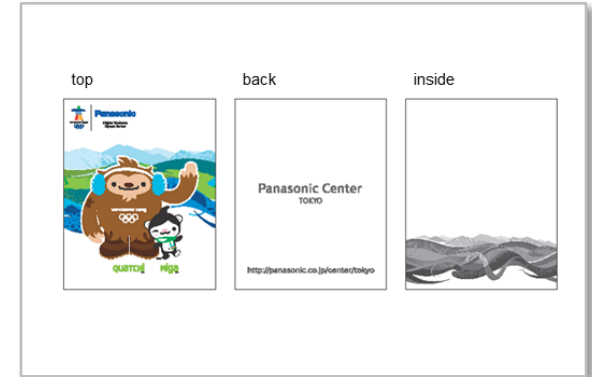 top
back
inside
Panasonic
Panasonic Center
TOKYO
QUATCHI
MIGA
http://panasonic.co.jp/center/tokyo